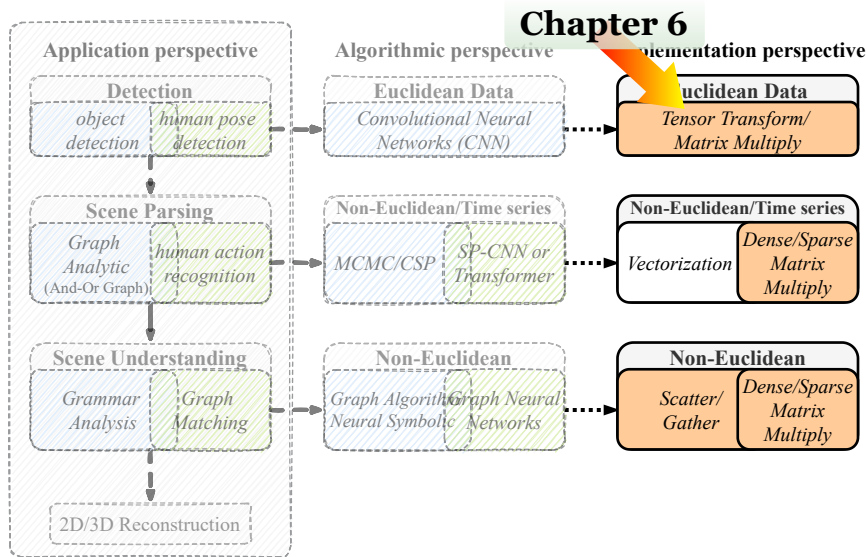 Chapter 6
Application perspective
Algorithmic perspective
plementation perspective
Detection
object
detection
human pose
detection
Euclidean Data
Convolutional Neural
Networks (CNN)
Euclidean Data
Tensor Transform/
Matrix Multiply
Scene Parsing
Graph
Analytic
(And-Or Graph)
human action
recognition
Non-Euclidean/Time series
MCMC/CSP
SP-CNN or
Transformer
Non-Euclidean/Time series
Vectorization
Dense/Sparse
Matrix
Multiply
Scene Understanding
Grammar
Analysis
Graph
Matching
Non-Euclidean
Graph Algorithm
Neural Symbolic
Graph Neural
Networks
Non-Euclidean
Scatter/
Gather
Dense/Sparse
Matrix
Multiply
2D/3D Reconstruction